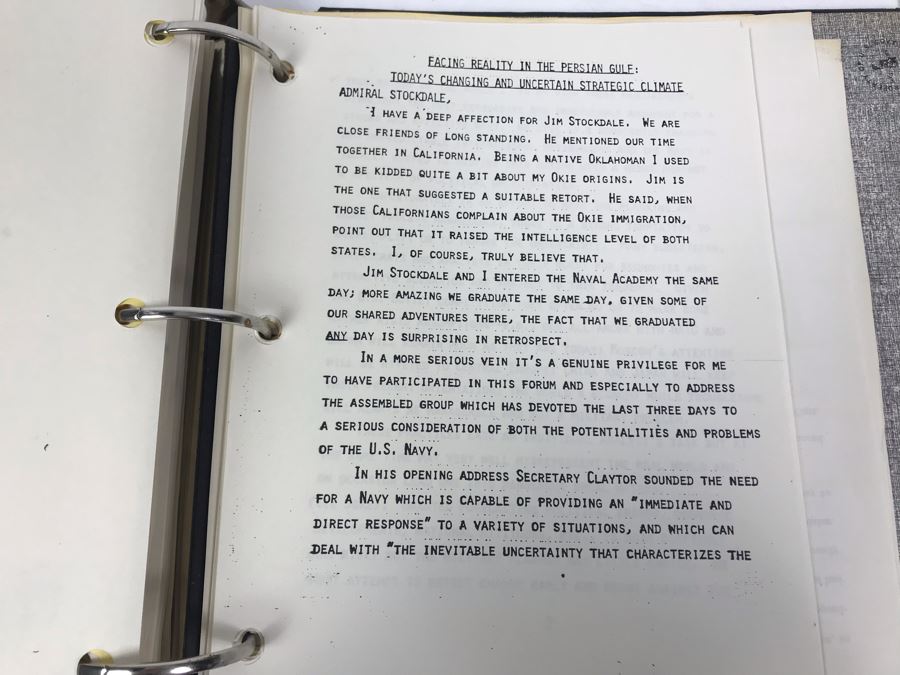 FACING REALITY IN THE PERSIAN GULF:
TODAY'S CHANGING AND UNCERTAIN STRATEGIC CLIMATE
ADMIRAL STOCKDALE,
I HAVE A DEEP AFFECTION FOR JIM STOCKDALE. WE ARE
CLOSE FRIENDS OF LONG STANDING. HE MENTIONED OUR TIME
TOGETHER IN CALIFORNIA. BEING A NATIVE OKLAHOMAN I USED
TO BE KIDDED QUITE A BIT ABOUT MY OKIE ORIGINS. JIM IS
THE ONE THAT SUGGESTED A SUITABLE RETORT. HE SAID, WHEN
THOSE CALIFORNIANS COMPLAIN ABOUT THE OKIE IMMIGRATION,
POINT OUT THAT IT RAISED THE INTELLIGENCE LEVEL OF BOTH
STATES. I, OF COURSE, TRULY BELIEVE THAT.
JIM STOCKDALE AND I ENTERED THE NAVAL ACADEMY THE SAME
DAY; MORE AMAZING WE GRADUATE THE SAME DAY. GIVEN SOME OF
OUR SHARED ADVENTURES THERE, THE FACT THAT WE GRADUATED
ANY DAY IS SURPRISING IN RETROSPECT.
IN A MORE SERIOUS VEIN IT'S A GENUINE PRIVILEGE FOR ME
TO HAVE PARTICIPATED IN THIS FORUM AND ESPECIALLY TO ADDRESS
THE ASSEMBLED GROUP WHICH HAS DEVOTED THE LAST THREE DAYS TO
A SERIOUS CONSIDERATION OF BOTH THE POTENTIALITIES AND PROBLEMS
OF THE U.S. NAVY.
IN HIS OPENING ADDRESS SECRETARY CLAYTOR SOUNDED THE NEED
FOR A NAVY WHICH IS CAPABLE OF PROVIDING AN "IMMEDIATE AND
DIRECT RESPONSE" TO A VARIETY OF SITUATIONS, AND WHICH CAN
DEAL WITH "THE INEVITABLE UNCERTAINTY THAT CHARACTERIZES THE